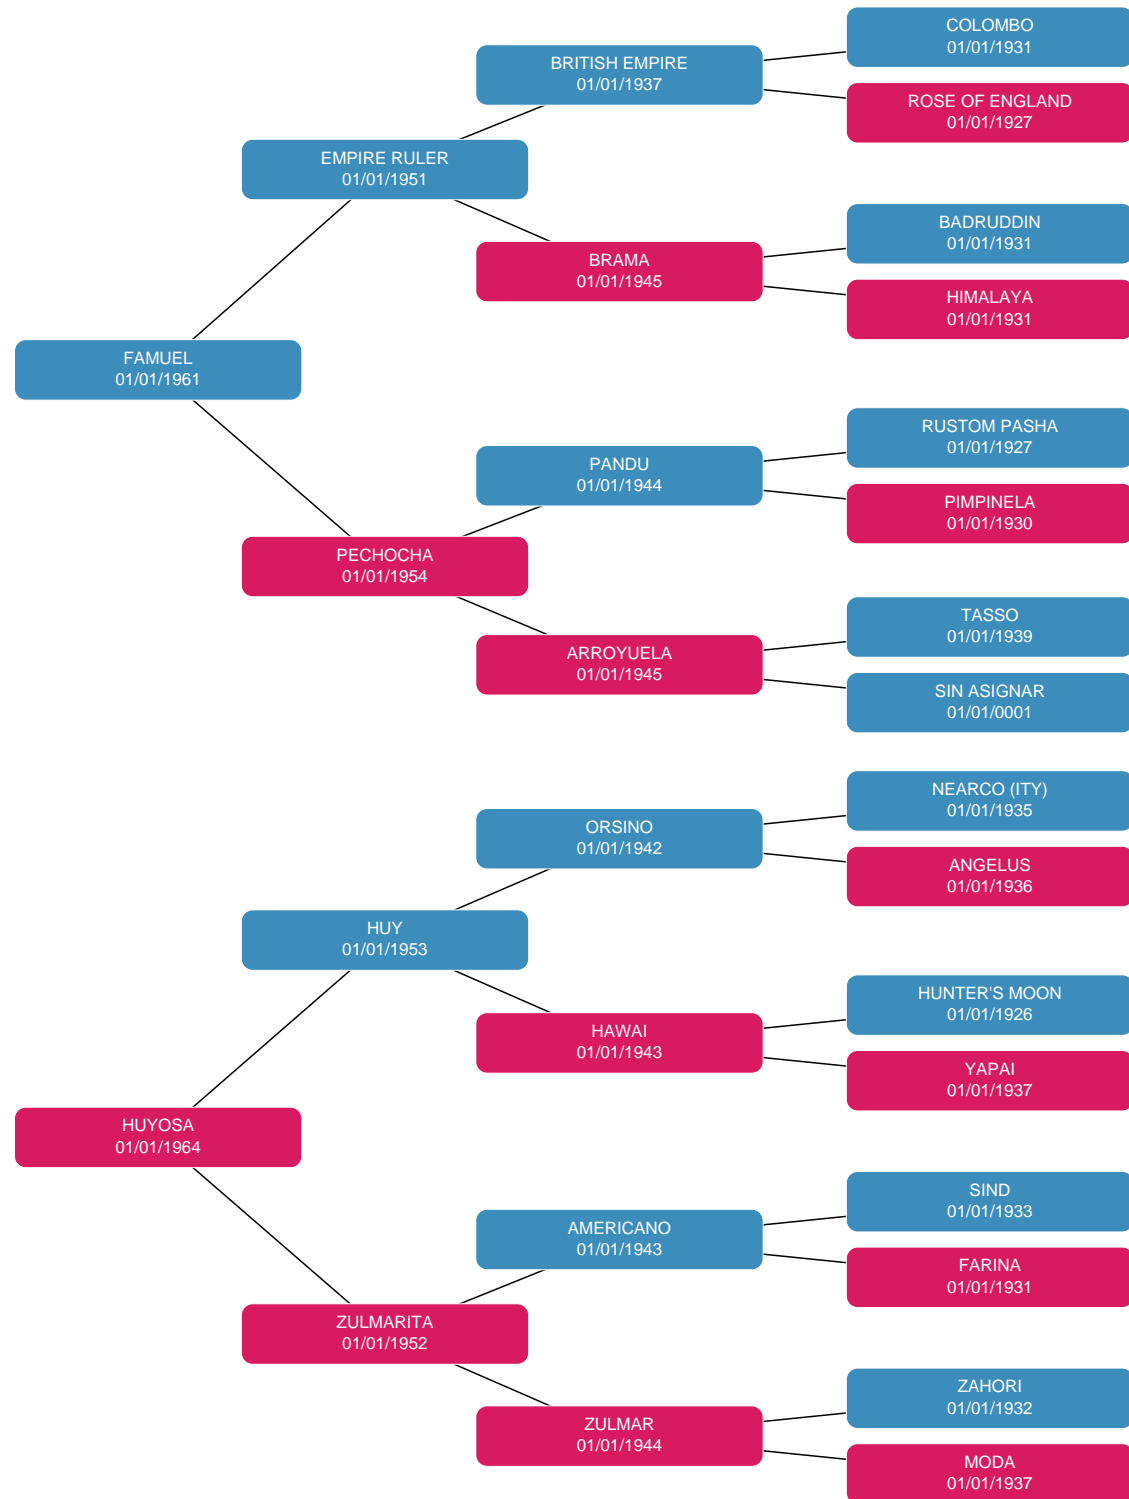 COLOMBO
01/01/1931
BRITISH EMPIRE
01/01/1937
ROSE OF ENGLAND
01/01/1927
EMPIRE RULER
01/01/1951
BADRUDDIN
01/01/1931
BRAMA
01/01/1945
HIMALAYA
01/01/1931
FAMUEL
01/01/1961
RUSTOM PASHA
01/01/1927
PANDU
01/01/1944
PIMPINELA
01/01/1930
PECHOCHA
01/01/1954
TASSO
01/01/1939
ARROYUELA
01/01/1945
SIN ASIGNAR
01/01/0001
NEARCO (ITY)
01/01/1935
ORSINO
01/01/1942
ANGELUS
01/01/1936
HUY
01/01/1953
HUNTER'S MOON
01/01/1926
HAWAI
01/01/1943
YAPAI
01/01/1937
HUYOSA
01/01/1964
SIND
01/01/1933
AMERICANO
01/01/1943
FARINA
01/01/1931
ZULMARITA
01/01/1952
ZAHORI
01/01/1932
ZULMAR
01/01/1944
MODA
01/01/1937